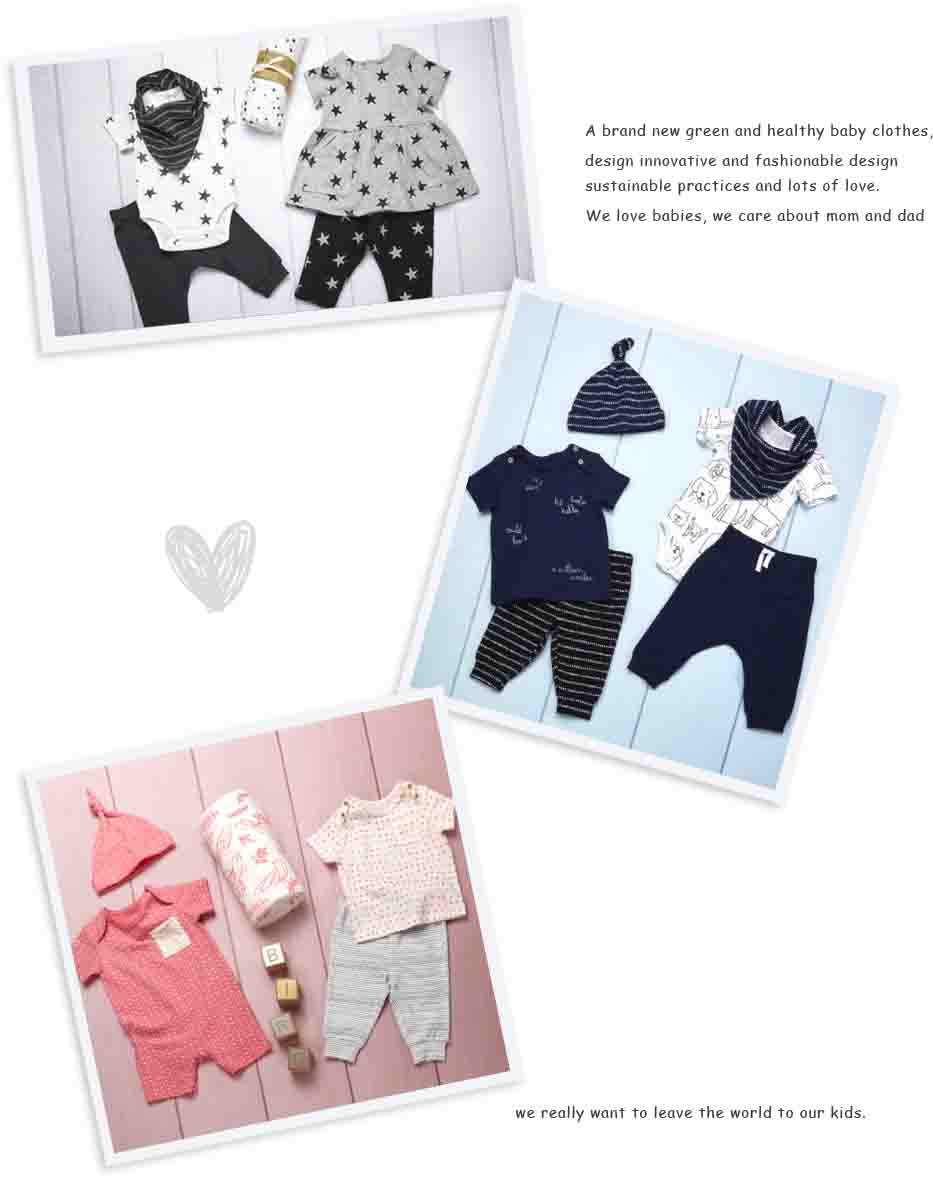 A brand new green and healthy baby clothes,
design innovative and fashionable design
sustainable practices and lots of love.
We love babies, we care about mom and dad
B
I
we really want to leave the world to our kids.